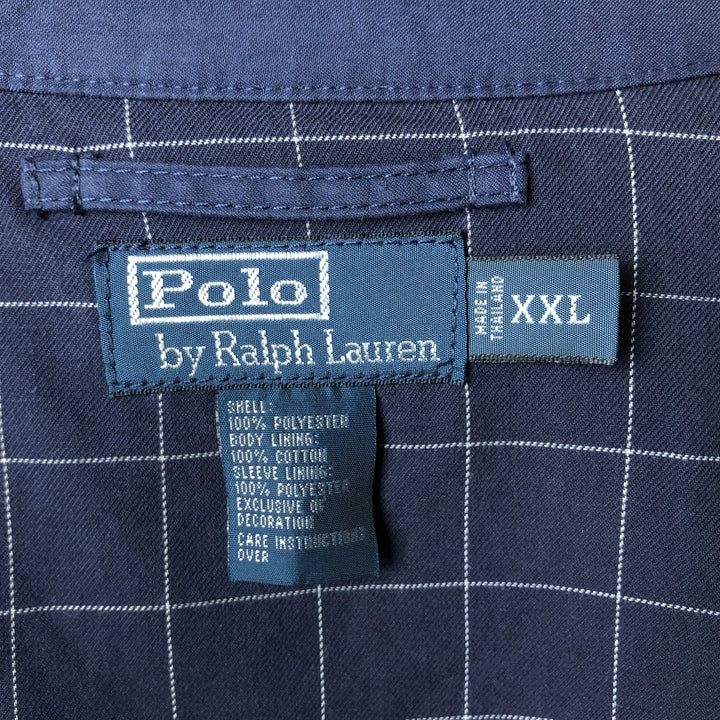 Polo
by Ralph Lauren
MADE IN
THAILAND
XXL
SHELL:
100% POLYESTER
BODY LINING:
100% COTTON
SLEEVE LINING:
100% POLYESTER
EXCLUSIVE OF
DECORATION
CARE INSTRUCTIONS
OVER